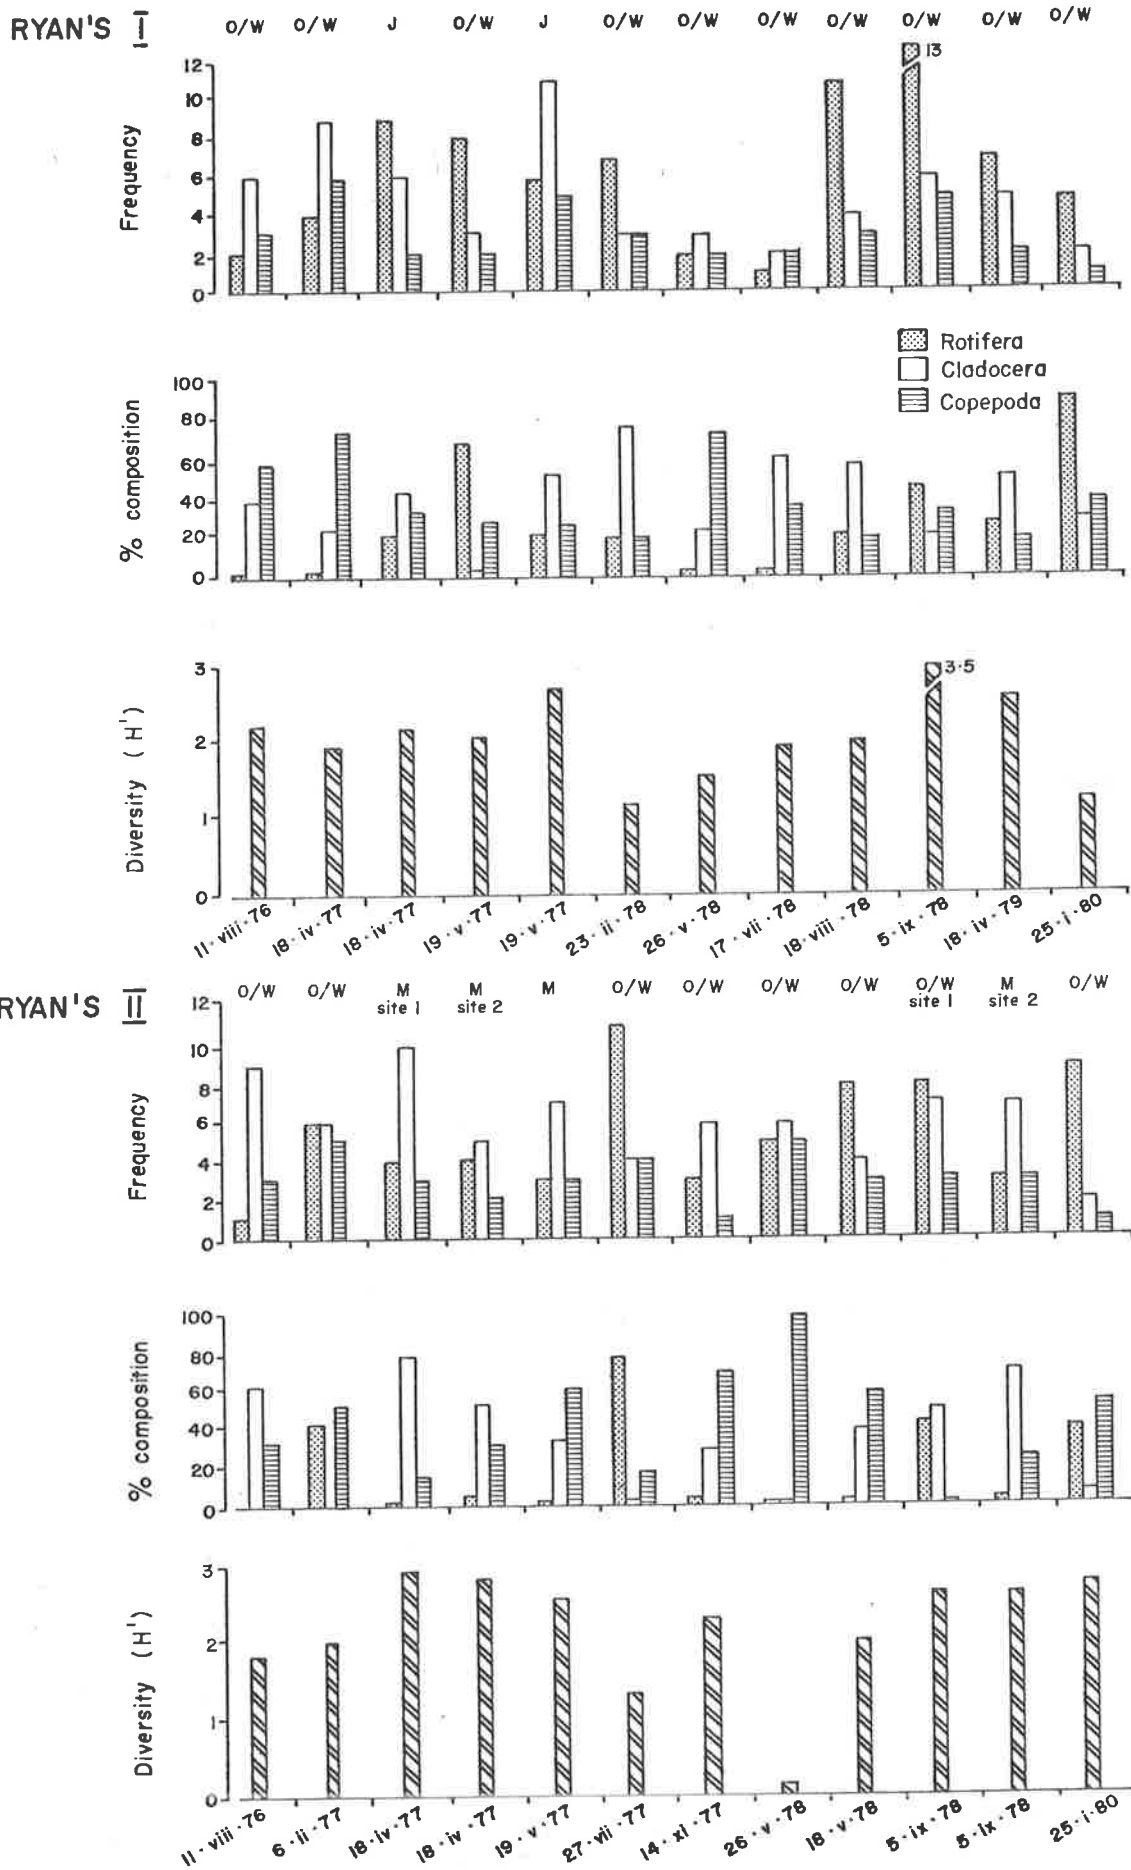 RYAN'S I
O/W O/W J O/W J O/W O/W O/W O/W O/W O/W O/W
Frequency
12
10
8
6
4
2
0
13
Rotifera
Cladocera
Copepoda
% composition
100
80
60
40
20
0
Diversity (H')
3
2
1
0
3·5
11·viii·76 18·iv·77 18·iv·77 19·v·77 19·v·77 23·ii·78 26·v·78 17·vii·78 18·viii·78 5·ix·78 18·iv·79 25·i·80
RYAN'S II
O/W O/W M M M O/W O/W O/W O/W O/W M O/W
site 1 site 2 site 1 site 2
Frequency
12
10
8
6
4
2
0
% composition
100
80
60
40
20
0
Diversity (H')
3
2
1
0
11·viii·76 6·ii·77 18·iv·77 18·iv·77 19·v·77 27·vii·77 14·xi·77 26·v·78 18·v·78 5·ix·78 5·ix·78 25·i·80